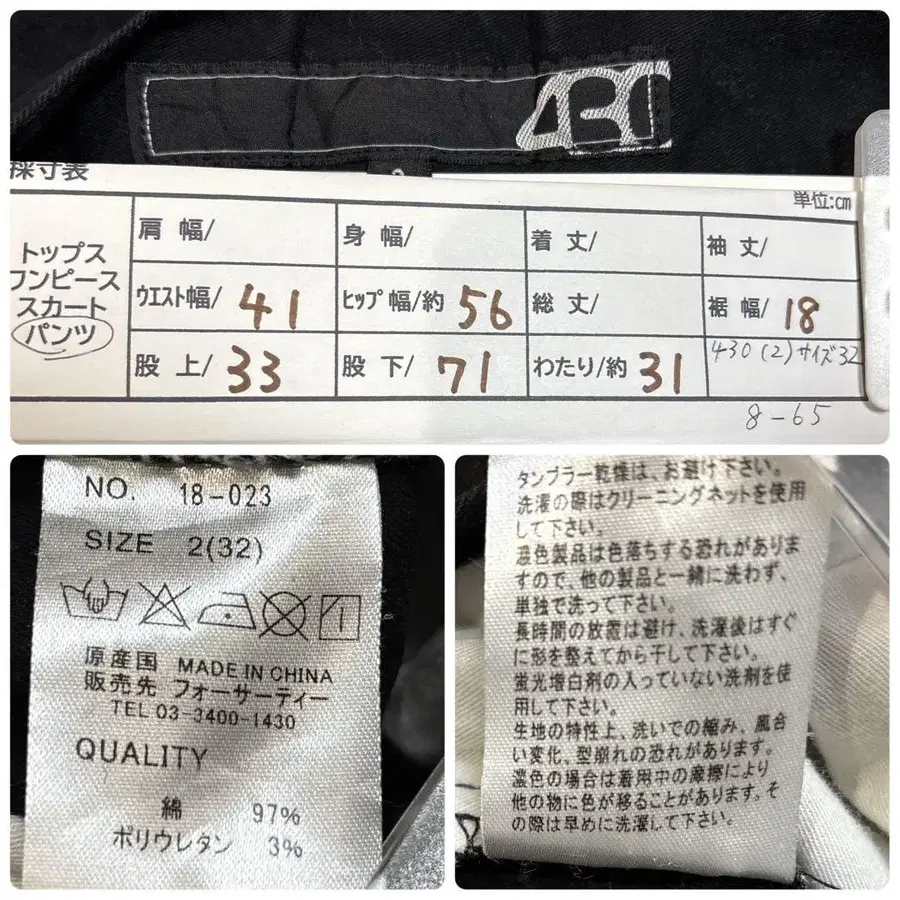 430
採寸表
単位:cm
トップス
ワンピース
スカート
パンツ
肩 幅/
身 幅/
着 丈/
袖 丈/
ウエスト幅/ 41
ヒップ 幅/約 56
総 丈/
裾 幅/ 18
股 上/ 33
股 下/ 71
わたり/約 31
430 (2) サイズ32
8-65
NO. 18-023
SIZE 2(32)
原産国 MADE IN CHINA
販売先 フォーサーティー
TEL 03-3400-1430
QUALITY
綿 97%
ポリウレタン 3%
タンブラー乾燥は、お避け下さい。
洗濯の際はクリーニングネットを使用
して下さい。
濃色製品は色落ちする恐れがありま
すので、他の製品と一緒に洗わず、
単独で洗って下さい。
長時間の放置は避け、洗濯後はすぐ
に形を整えてから干して下さい。
蛍光増白剤の入っていない洗剤を使
用して下さい。
生地の特性上、洗いでの縮み、風合
い変化、型崩れの恐れがあります。
濃色の場合は着用中の摩擦により
他の物に色が移ることがあります。そ
の際は早めに洗濯して下さい。